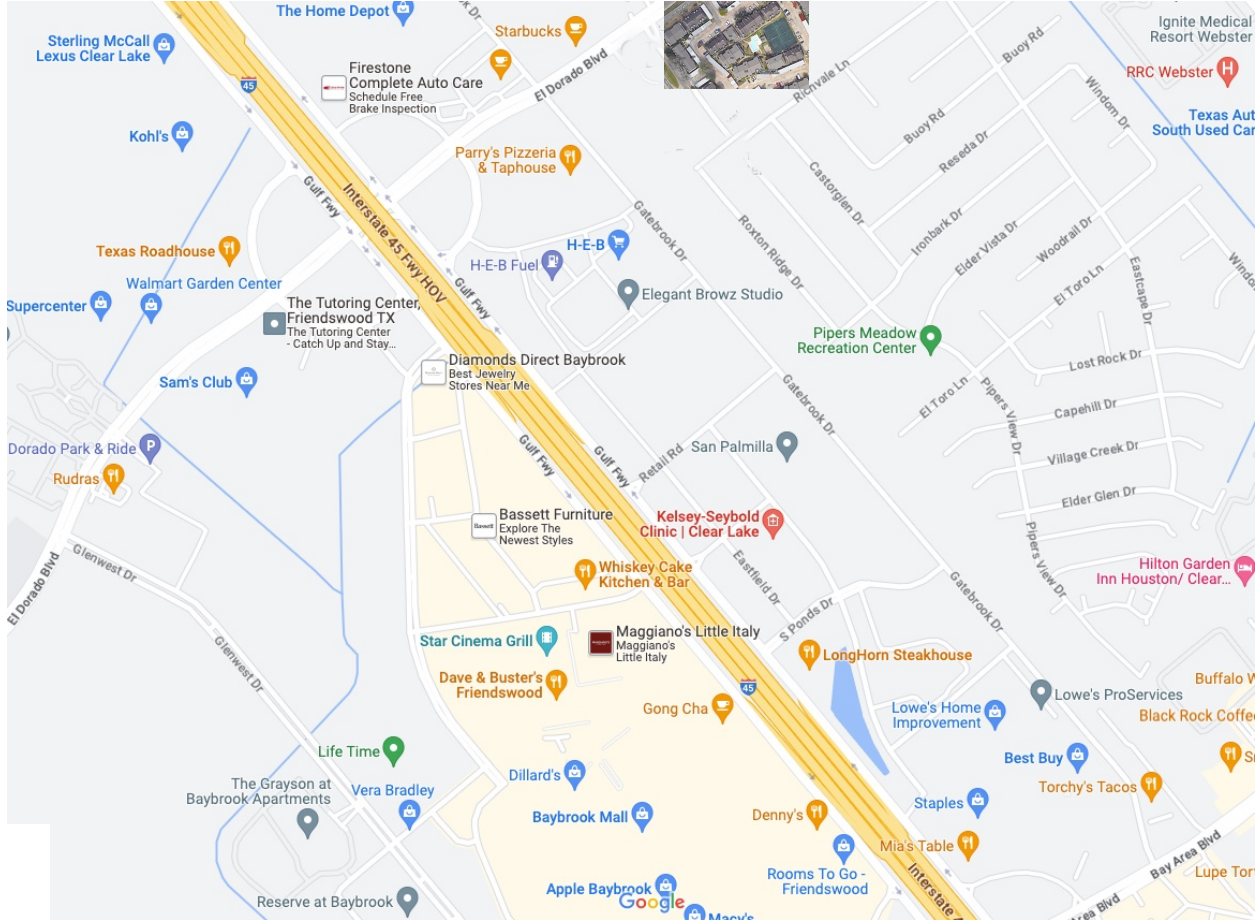 The Home Depot
Sterling McCall
Lexus Clear Lake
Starbucks
Ignite Medical
Resort Webster
RRC Webster
Firestone
Complete Auto Care
Schedule Free
Brake Inspection
45
El Dorado Blvd
Richvale Ln
Buoy Rd
Windom Dr
Texas Aut
South Used Car
Kohl's
Parry's Pizzeria
& Taphouse
Buoy Rd
Reseda Dr
Castorglen Dr
Gulf Fwy
Interstate 45 Fwy HOV
Gatebrook Dr
Roxton Ridge Dr
Ironbark Dr
Elder Vista Dr
Woodrail Dr
Texas Roadhouse
H-E-B
H-E-B Fuel
Gulf Fwy
El Toro Ln
Eastcape Dr
Walmart Garden Center
Supercenter
The Tutoring Center,
Friendswood TX
The Tutoring Center
- Catch Up and Stay...
Elegant Browz Studio
Pipers Meadow
Recreation Center
Diamonds Direct Baybrook
Best Jewelry
Stores Near Me
Lost Rock Dr
Sam's Club
El Toro Ln
Pipers View Dr
Capehill Dr
Gatebrook Dr
Dorado Park & Ride
P
Rudras
Gulf Fwy
Gulf Fwy
Retail Rd
San Palmilla
Village Creek Dr
Elder Glen Dr
Bassett
Bassett Furniture
Explore The
Newest Styles
Kelsey-Seybold
Clinic | Clear Lake
Pipers View Dr
El Dorado Blvd
Glenwest Dr
Whiskey Cake
Kitchen & Bar
Eastfield Dr
S Ponds Dr
Gatebrook Dr
Hilton Garden
Inn Houston/ Clear...
Glenwest Dr
Star Cinema Grill
Maggiano's Little Italy
Maggiano's
Little Italy
LongHorn Steakhouse
Dave & Buster's
Friendswood
45
Gong Cha
Lowe's ProServices
Lowe's Home
Improvement
Buffalo W
Black Rock Coffee
Life Time
Dillard's
Best Buy
Torchy's Tacos
The Grayson at
Baybrook Apartments
Vera Bradley
Baybrook Mall
Denny's
Staples
Mia's Table
Rooms To Go -
Friendswood
Bay Area Blvd
Lupe Tor
Reserve at Baybrook
Apple Baybrook
Google
Macy's
Interstate
Area Blvd